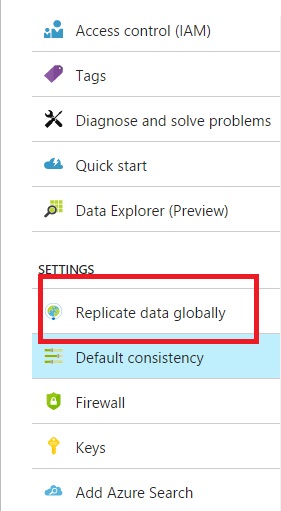 Access control (IAM)
Tags
Diagnose and solve problems
Quick start
Data Explorer (Preview)
SETTINGS
Replicate data globally
Default consistency
Firewall
Keys
Add Azure Search